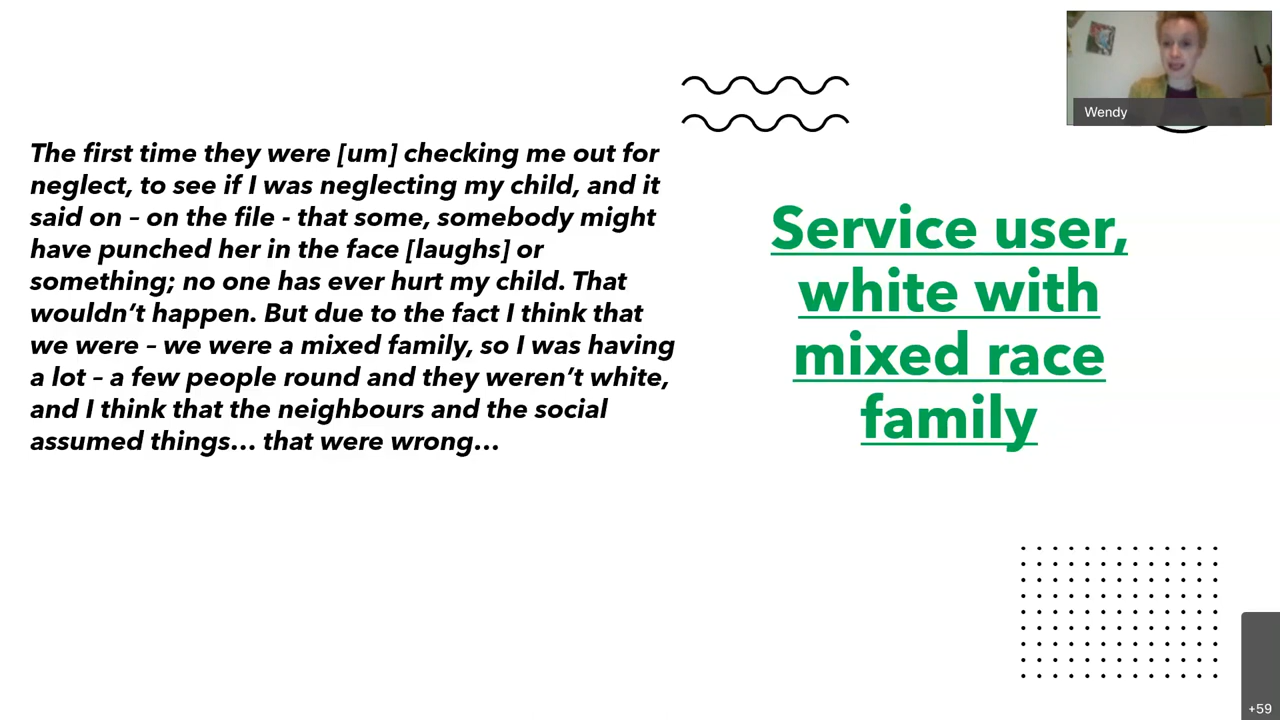 The first time they were [um] checking me out for
neglect, to see if I was neglecting my child, and it
said on – on the file - that some, somebody might
have punched her in the face [laughs] or
something; no one has ever hurt my child. That
wouldn’t happen. But due to the fact I think that
we were – we were a mixed family, so I was having
a lot – a few people round and they weren’t white,
and I think that the neighbours and the social
assumed things… that were wrong…
Service user,
white with
mixed race
family
Wendy
+59